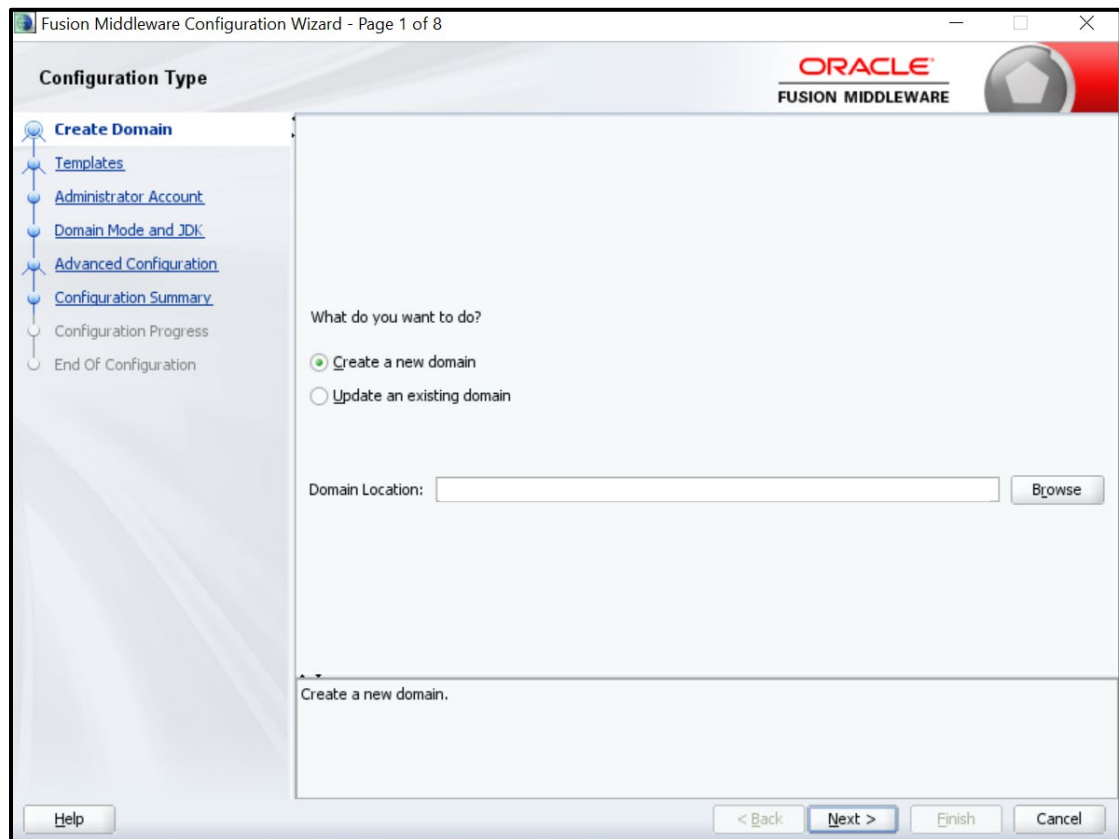 Fusion Middleware Configuration Wizard - Page 1 of 8
Configuration Type
ORACLE
FUSION MIDDLEWARE
Create Domain
Templates
Administrator Account
Domain Mode and JDK
Advanced Configuration
Configuration Summary
Configuration Progress
End Of Configuration
What do you want to do?
Create a new domain
Update an existing domain
Domain Location:
Browse
Create a new domain.
Help
< Back
Next >
Finish
Cancel